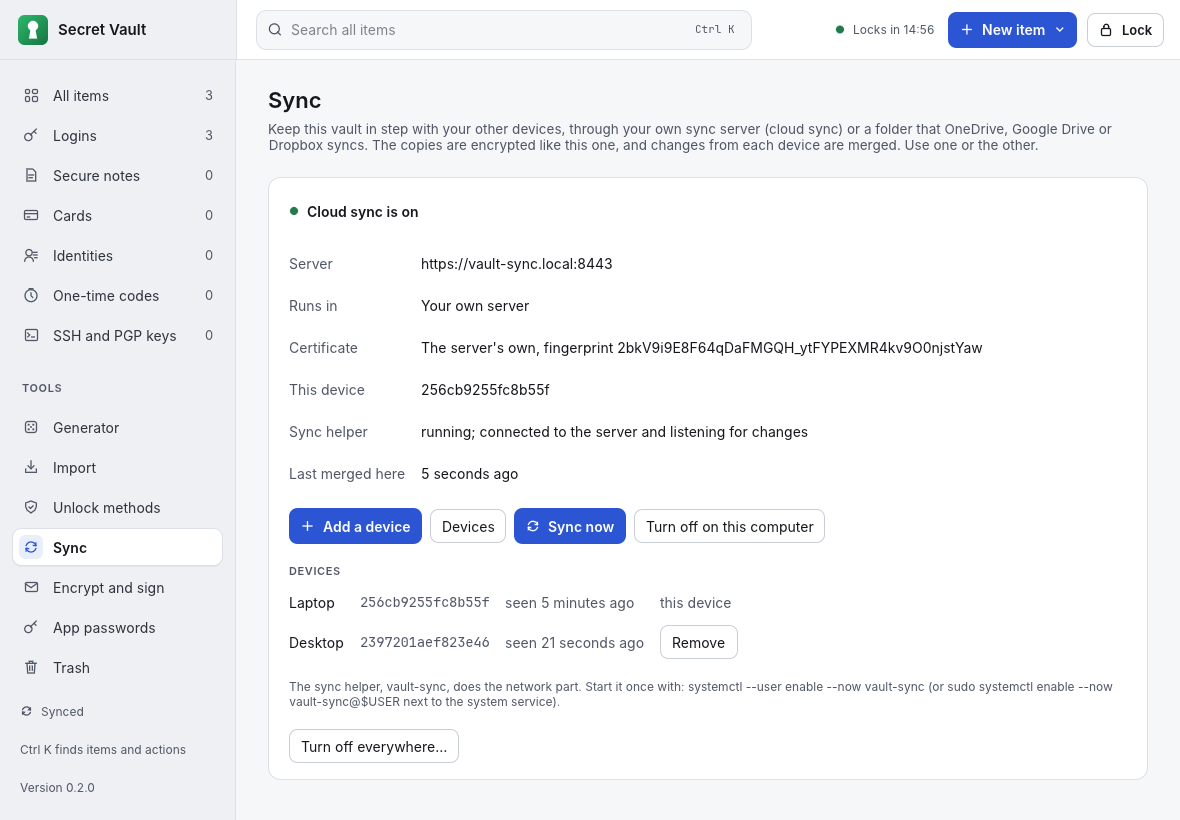 Secret Vault
Search all items
Ctrl K
Locks in 14:56
New item
Lock
All items 3
Logins 3
Secure notes 0
Cards 0
Identities 0
One-time codes 0
SSH and PGP keys 0
TOOLS
Generator
Import
Unlock methods
Sync
Encrypt and sign
App passwords
Trash
Synced
Ctrl K finds items and actions
Version 0.2.0
Sync
Keep this vault in step with your other devices, through your own sync server (cloud sync) or a folder that OneDrive, Google Drive or
Dropbox syncs. The copies are encrypted like this one, and changes from each device are merged. Use one or the other.
Cloud sync is on
Server https://vault-sync.local:8443
Runs in Your own server
Certificate The server's own, fingerprint 2bkV9i9E8F64qDaFMGQH_ytFYPEXMR4kv9O0njstYaw
This device 256cb9255fc8b55f
Sync helper running; connected to the server and listening for changes
Last merged here 5 seconds ago
Add a device Devices Sync now Turn off on this computer
DEVICES
Laptop 256cb9255fc8b55f seen 5 minutes ago this device
Desktop 2397201aef823e46 seen 21 seconds ago Remove
The sync helper, vault-sync, does the network part. Start it once with: systemctl --user enable --now vault-sync (or sudo systemctl enable --now
vault-sync@$USER next to the system service).
Turn off everywhere...